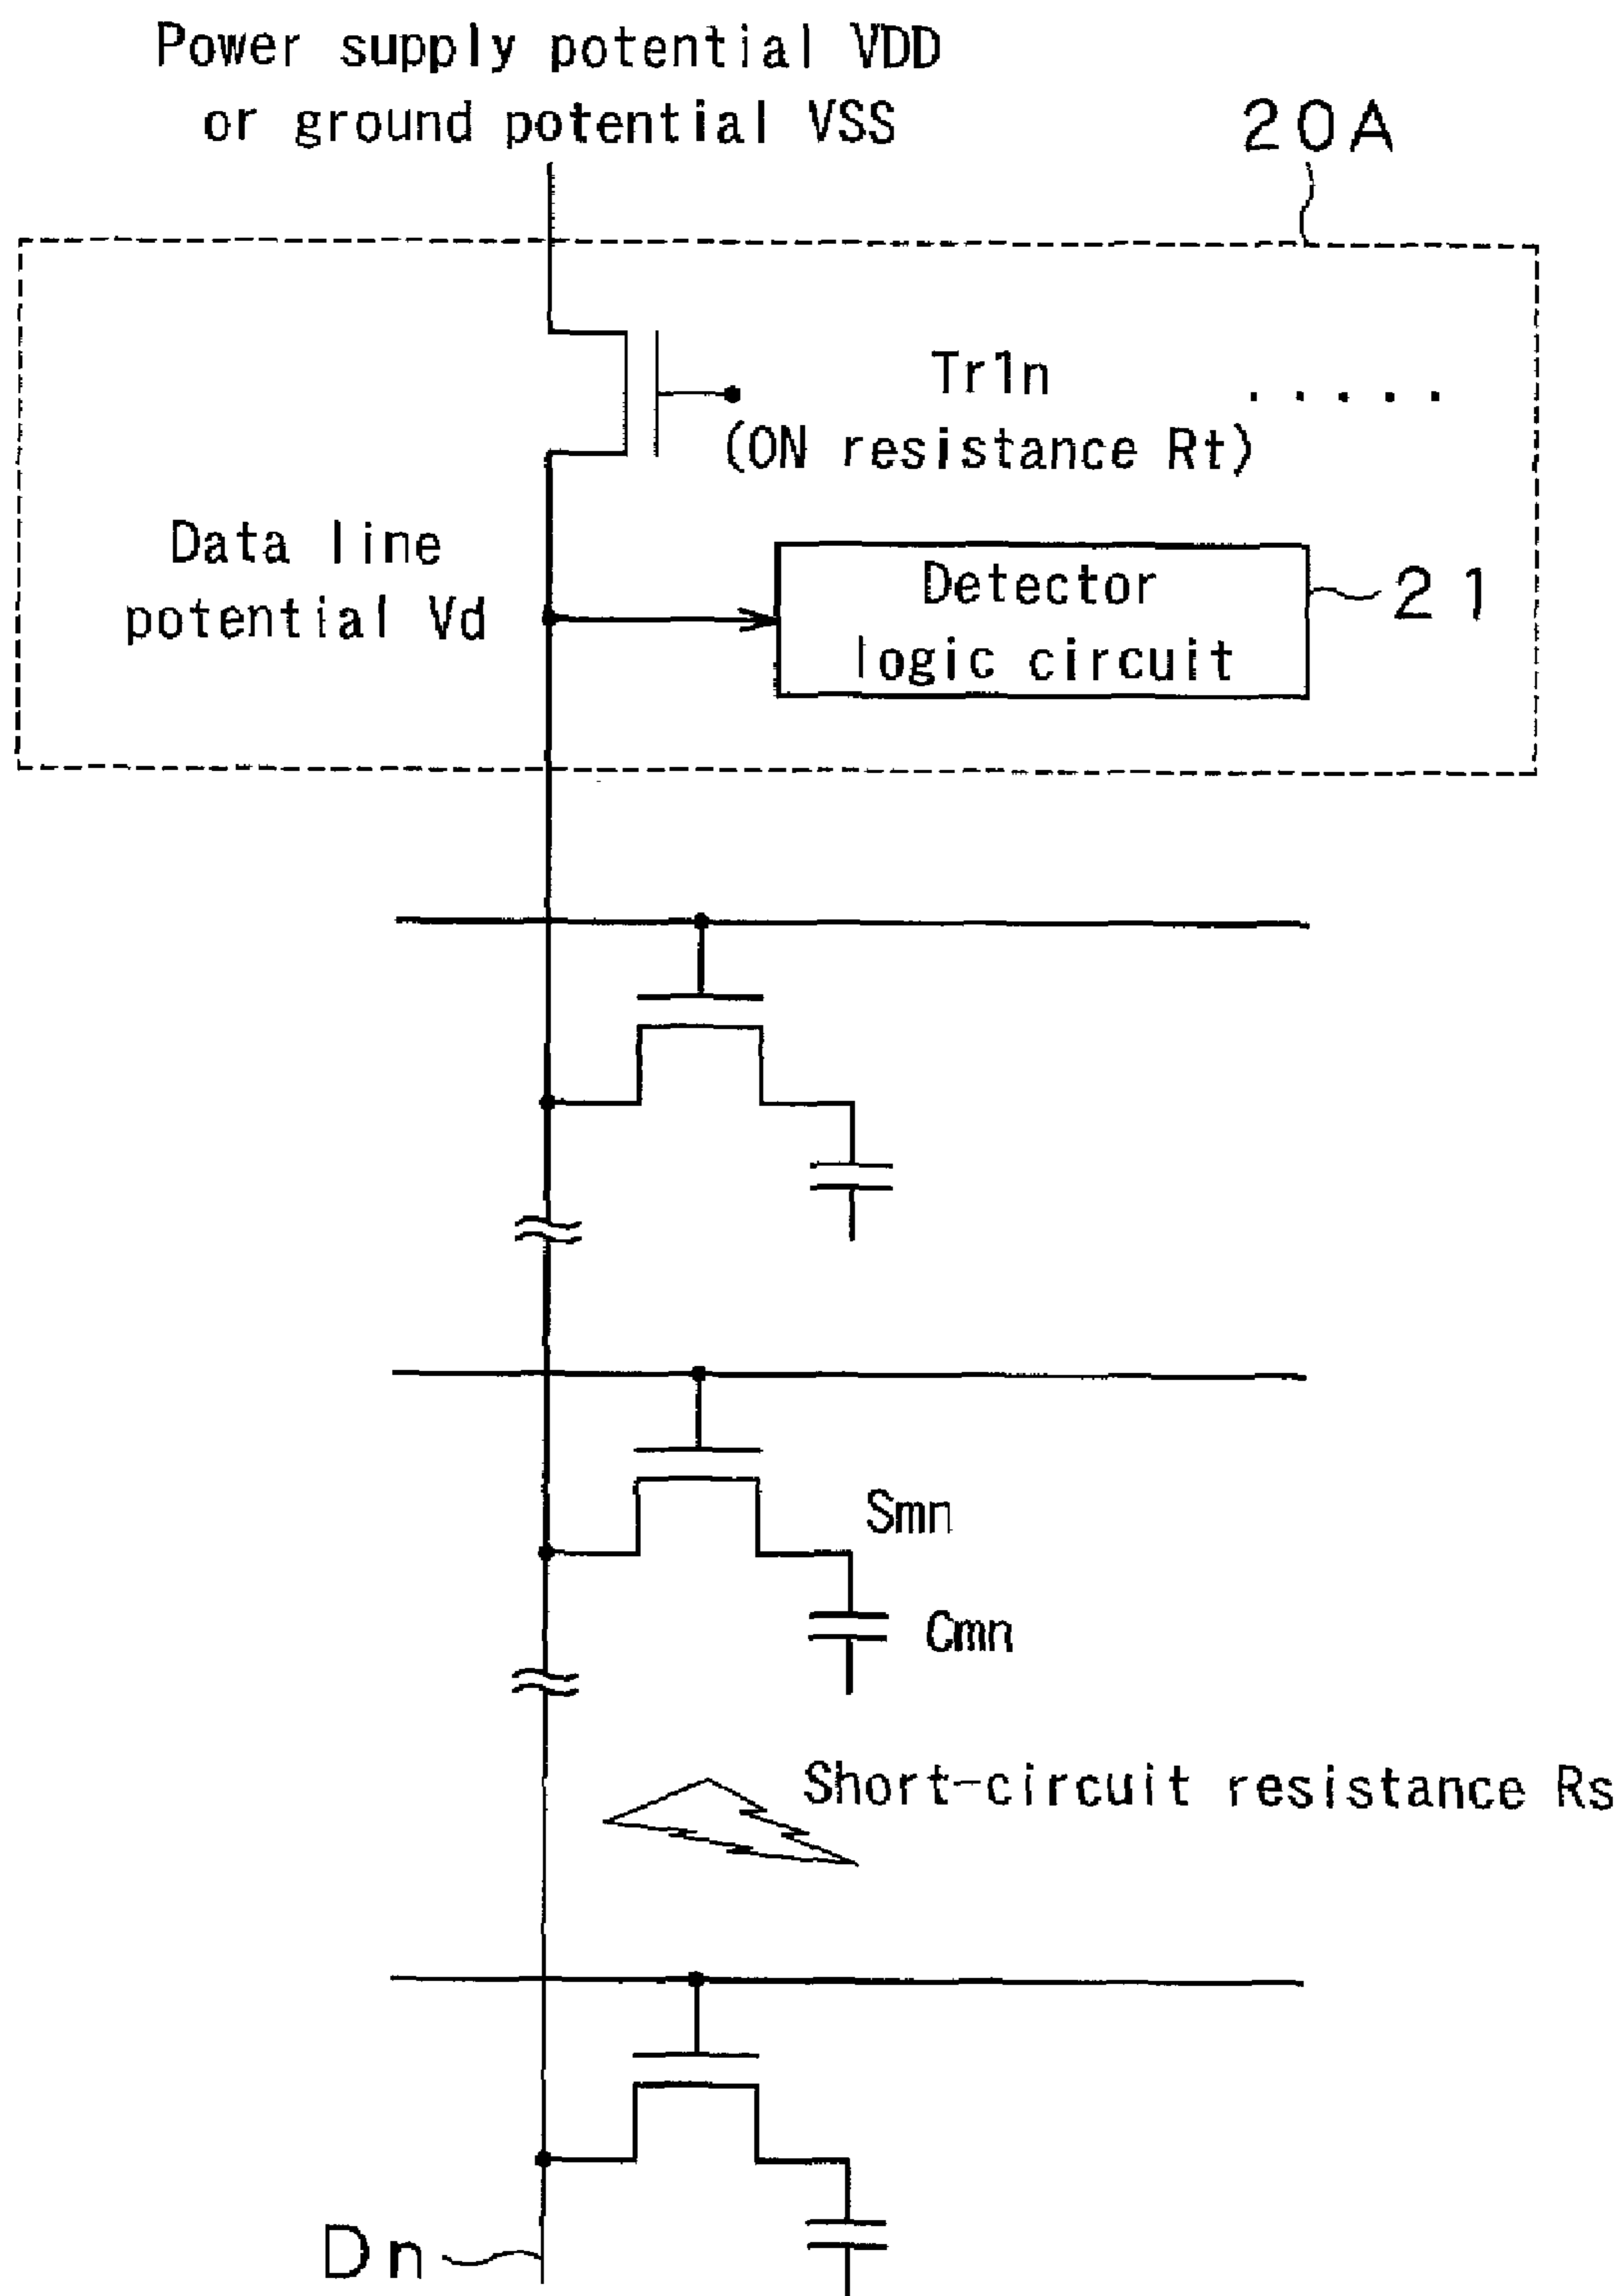 Power supply potential VDD
or ground potential VSS
20A
Tr1n
. . . . .
(ON resistance Rt)
Data line
potential Vd
Detector
logic circuit
21
Smn
Cmn
Short-circuit resistance Rs
Dn